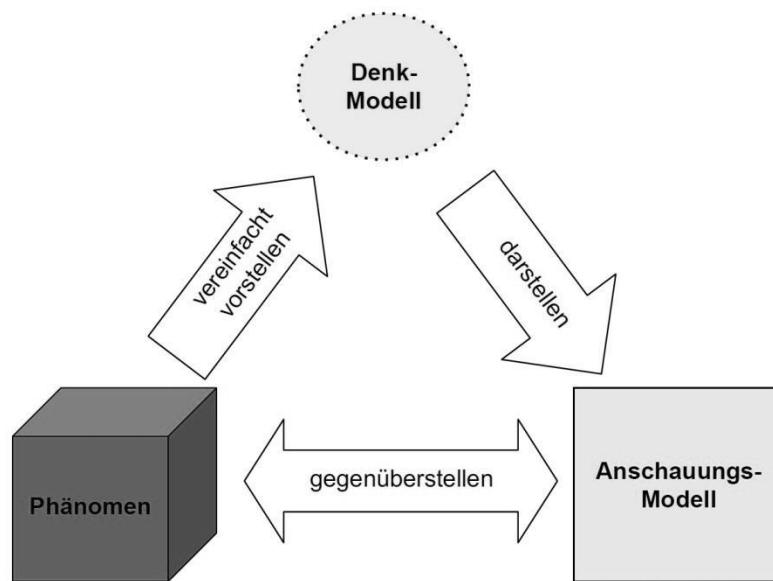 Denk-
Modell
vereinfacht
vorstellen
darstellen
Phänomen
gegenüberstellen
Anschauungs-
Modell